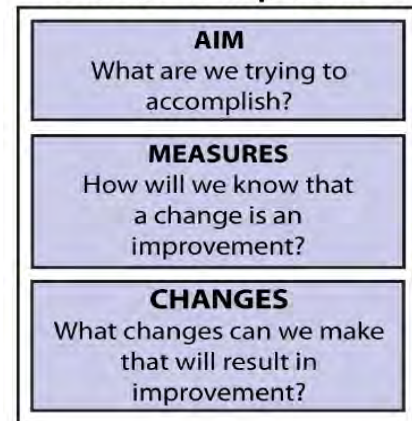 AIM
What are we trying to
accomplish?
MEASURES
How will we know that
a change is an
improvement?
CHANGES
What changes can we make
that will result in
improvement?